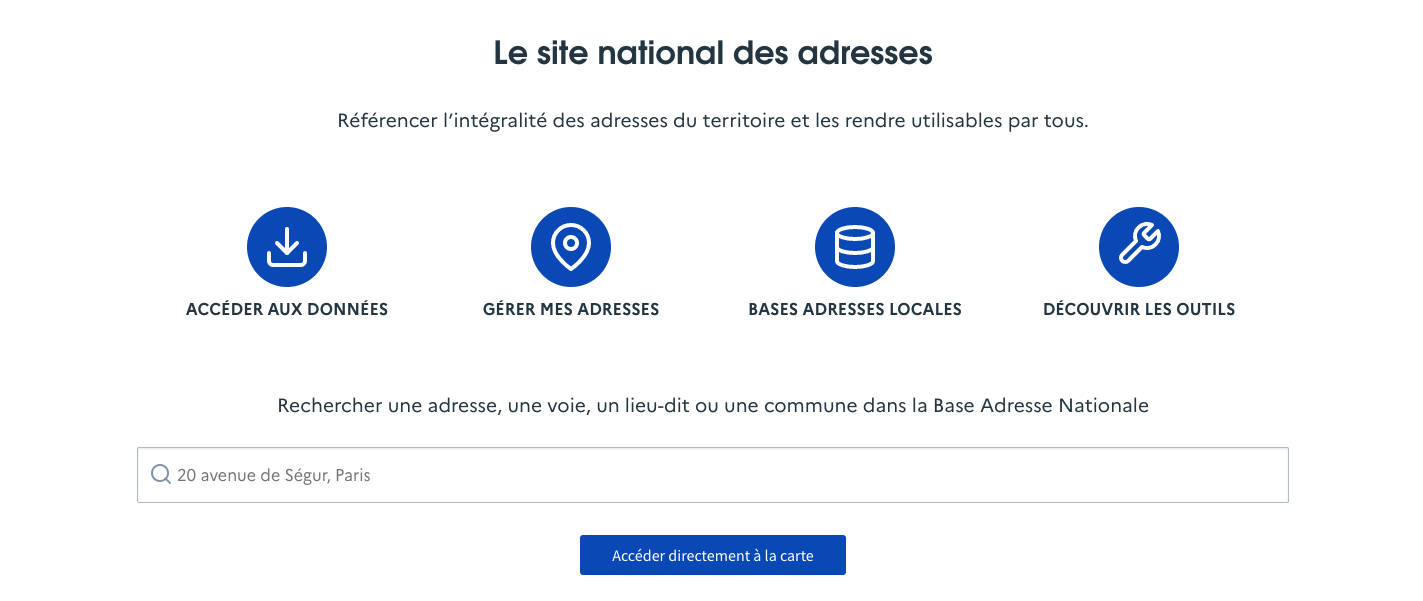 Le site national des adresses
Référencer l’intégralité des adresses du territoire et les rendre utilisables par tous.
ACCÉDER AUX DONNÉES
GÉRER MES ADRESSES
BASES ADRESSES LOCALES
DÉCOUVRIR LES OUTILS
Rechercher une adresse, une voie, un lieu-dit ou une commune dans la Base Adresse Nationale
20 avenue de Ségur, Paris
Accéder directement à la carte